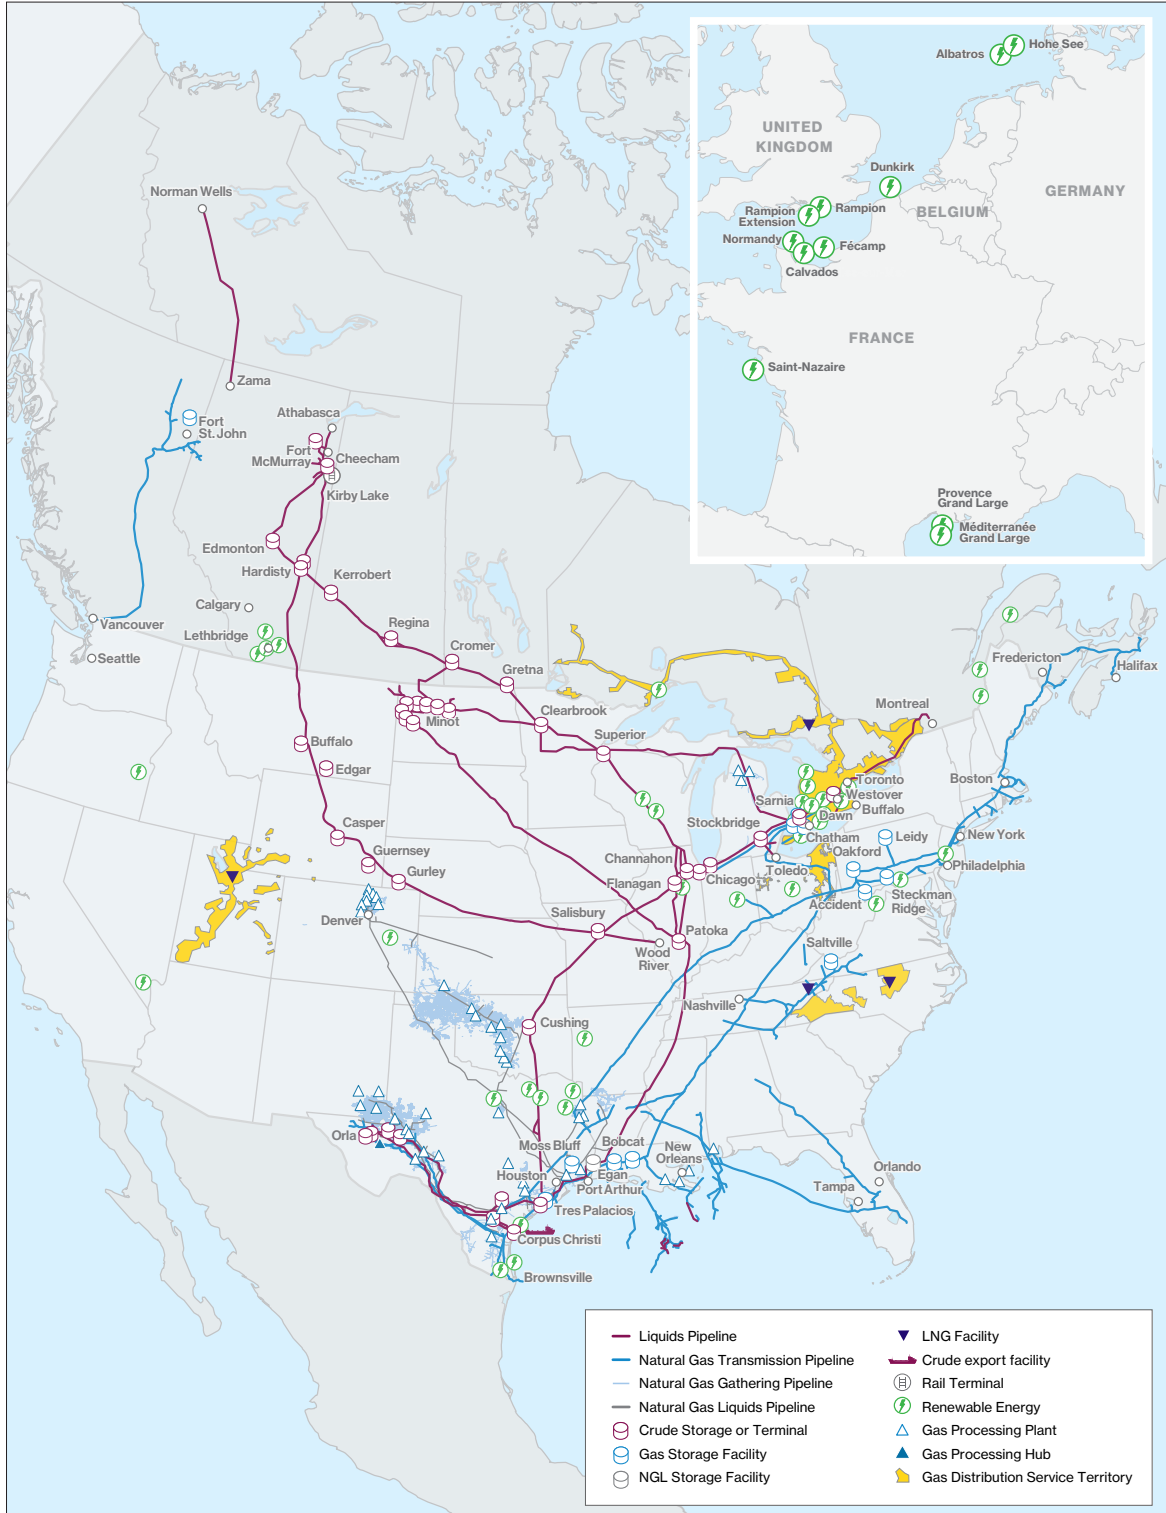 Albatros
Hohe See
UNITED
KINGDOM
Dunkirk
GERMANY
BELGIUM
Rampion
Extension
Rampion
Normandy
Fécamp
Calvados
FRANCE
Saint-Nazaire
Provence
Grand Large
Méditerranée
Grand Large
Norman Wells
Zama
Athabasca
Fort
St. John
Fort
McMurray
Cheecham
Kirby Lake
Edmonton
Hardisty
Kerrobert
Calgary
Vancouver
Lethbridge
Regina
Seattle
Cromer
Gretna
Fredericton
Halifax
Montreal
Minot
Clearbrook
Superior
Buffalo
Edgar
Toronto
Boston
Sarnia
Westover
Buffalo
Dawn
Stockbridge
Chatham
Leidy
New York
Casper
Guernsey
Gurley
Channahon
Chicago
Toledo
Oakford
Philadelphia
Flanagan
Accident
Steckman
Ridge
Denver
Salisbury
Patoka
Wood
River
Saltville
Nashville
Cushing
Orla
Moss Bluff
Bobcat
New
Orleans
Houston
Egan
Port Arthur
Orlando
Tampa
Tres Palacios
Corpus Christi
Brownsville
Liquids Pipeline
Natural Gas Transmission Pipeline
Natural Gas Gathering Pipeline
Natural Gas Liquids Pipeline
Crude Storage or Terminal
Gas Storage Facility
NGL Storage Facility
LNG Facility
Crude export facility
Rail Terminal
Renewable Energy
Gas Processing Plant
Gas Processing Hub
Gas Distribution Service Territory